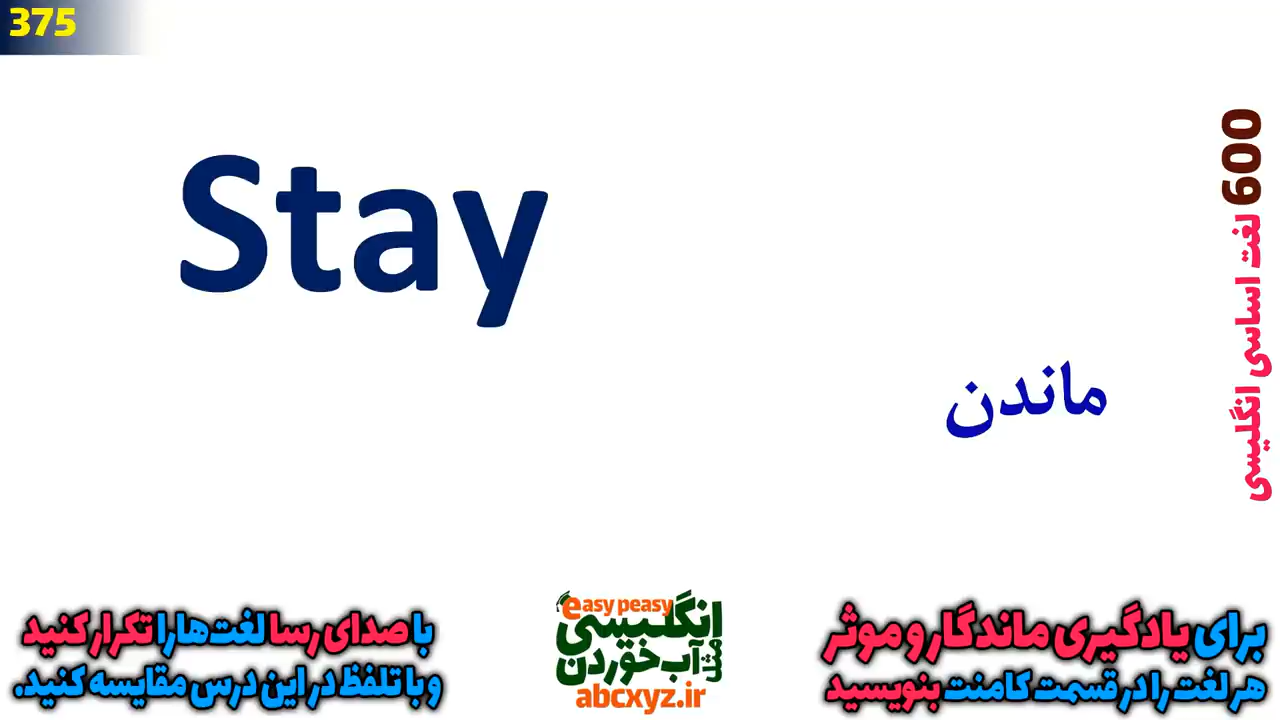 375
Stay
ماندن
600 لغت اساسی انگلیسی
برای یادگیری ماندگار و موثر
هر لغت را در قسمت کامنت بنویسید
easy peasy
انگلیسی
مثل آب خوردن
abcxyz.ir
با صدای رسا لغت‌ها را تکرار کنید
و با تلفظ در این درس مقایسه کنید.